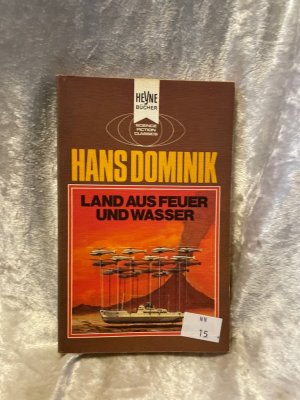 HEYNE
BÜCHER
SCIENCE
FICTION
CLASSICS
HANS DOMINIK
LAND AUS FEUER
UND WASSER
15